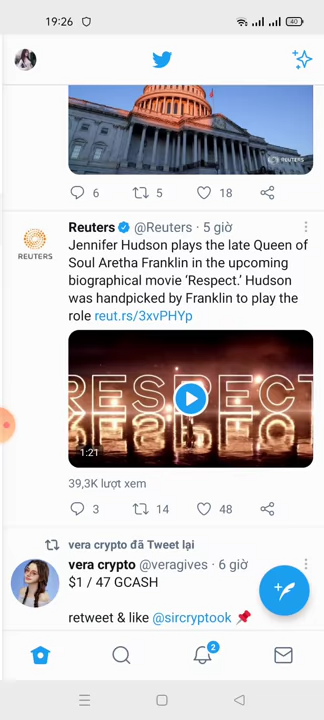 19:26
40
REUTERS
6 5 18
Reuters @Reuters · 5 giờ
REUTERS
Jennifer Hudson plays the late Queen of
Soul Aretha Franklin in the upcoming
biographical movie ‘Respect.’ Hudson
was handpicked by Franklin to play the
role reut.rs/3xvPHYp
RESPECT
1:21
39,3K lượt xem
3 14 48
vera crypto đã Tweet lại
vera crypto @veragives · 6 giờ
$1 / 47 GCASH
retweet & like @sircryptook 📌
2